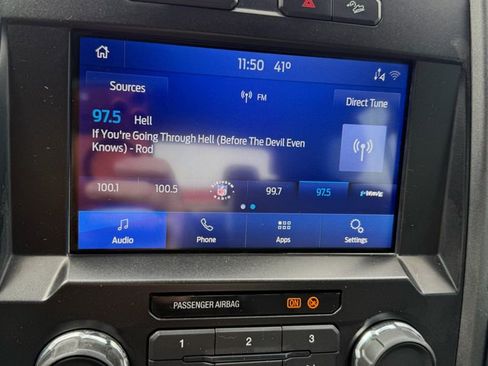 11:50 41°
Sources
FM
Direct Tune
97.5 Hell
If You're Going Through Hell (Before The Devil Even
Knows) - Rod
100.1 100.5 NFL RADIO 99.7 97.5
Audio Phone Apps Settings
PASSENGER AIRBAG ON
1 2 3